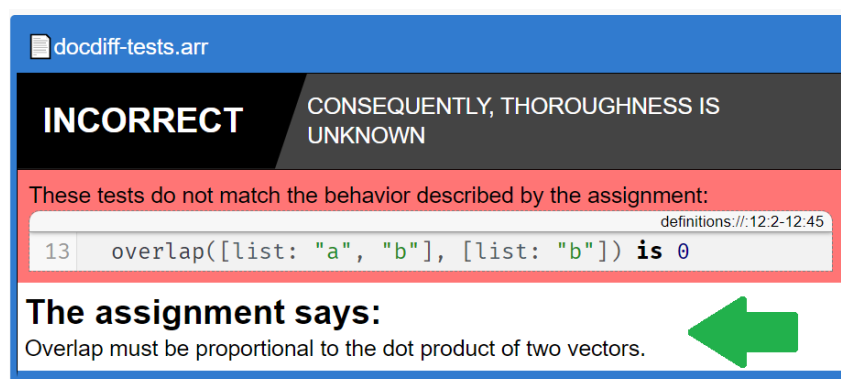 docdiff-tests.arr
INCORRECT
CONSEQUENTLY, THOROUGHNESS IS
UNKNOWN
These tests do not match the behavior described by the assignment:
definitions://:12:2-12:45
13 overlap([list: "a", "b"], [list: "b"]) is 0
The assignment says:
Overlap must be proportional to the dot product of two vectors.